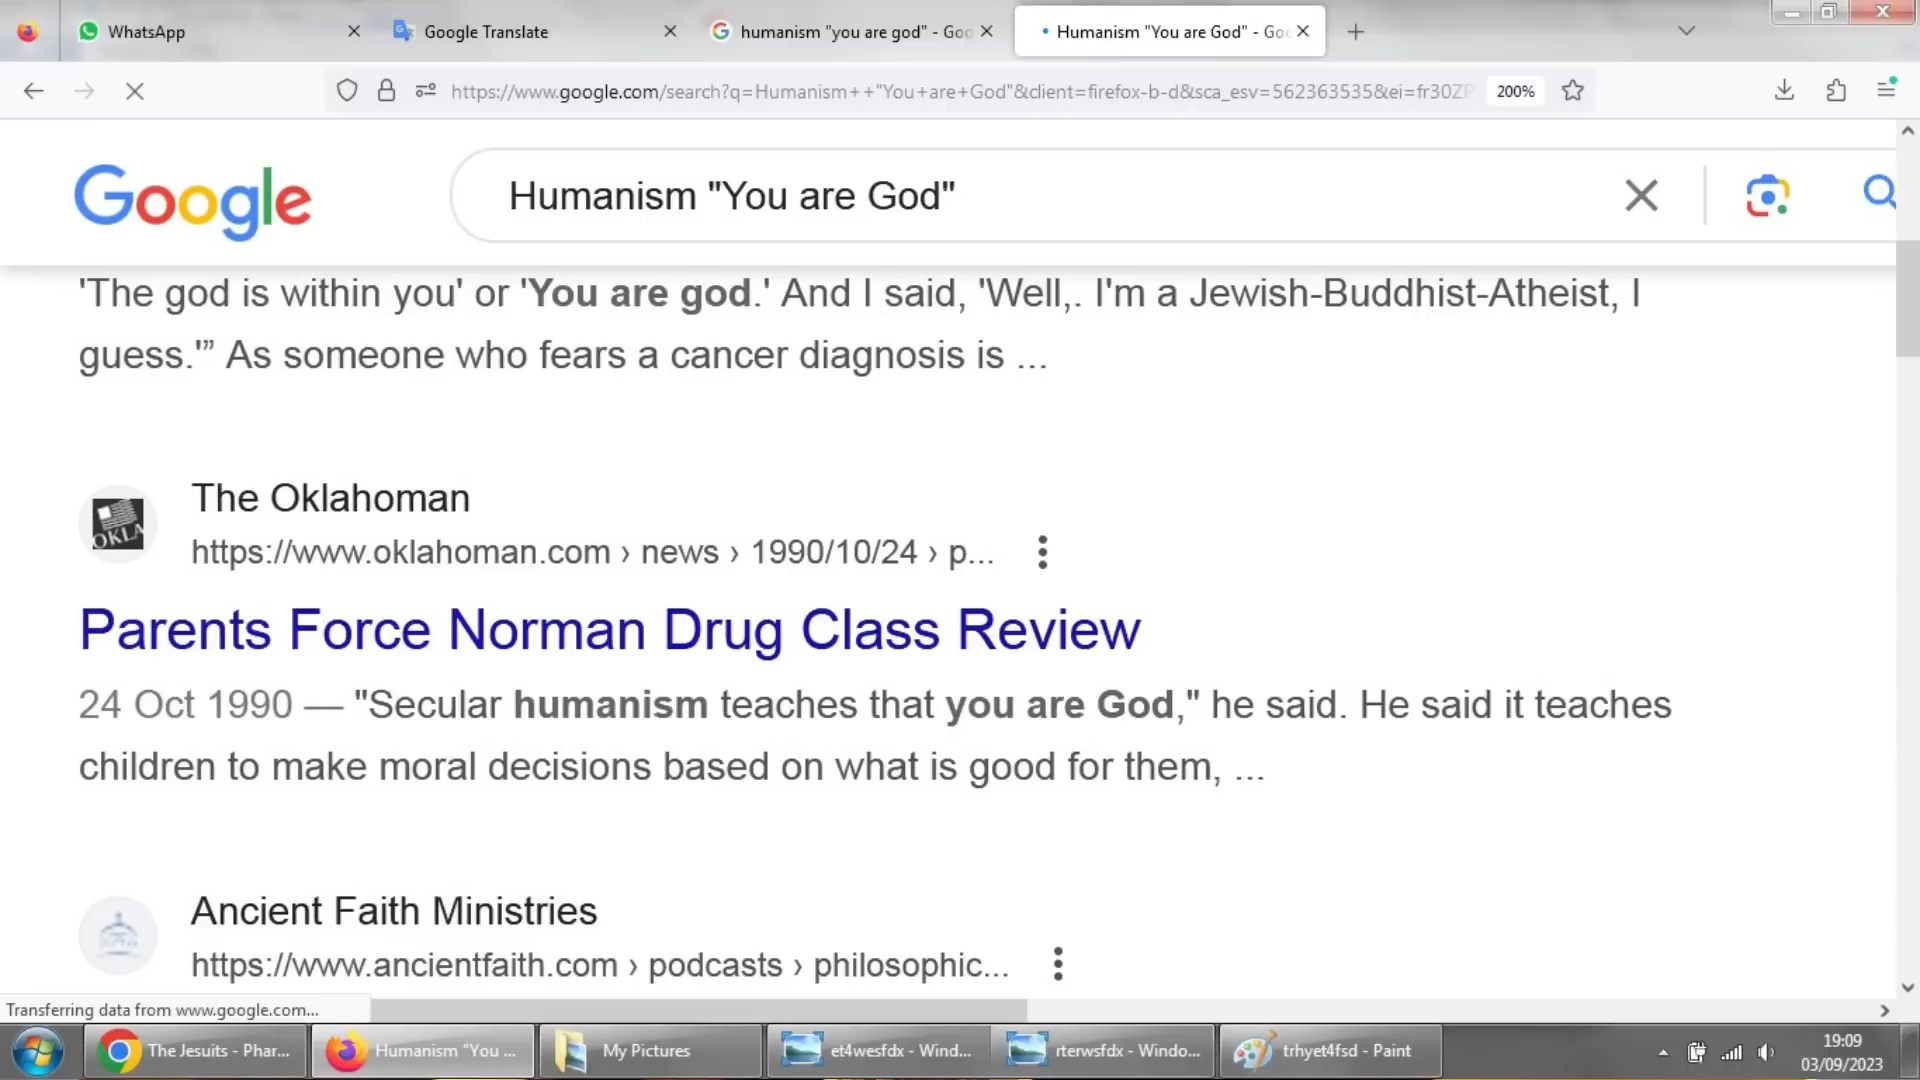 WhatsApp
Google Translate
humanism "you are god" - Goo
Humanism "You are God" - Goo
https://www.google.com/search?q=Humanism++"You+are+God"&client=firefox-b-d&sca_esv=562363535&ei=fr30ZP
200%
Google
Humanism "You are God"
'The god is within you' or 'You are god.' And I said, 'Well,. I'm a Jewish-Buddhist-Atheist, I
guess.'” As someone who fears a cancer diagnosis is ...
OKLA
The Oklahoman
https://www.oklahoman.com › news › 1990/10/24 › p...
Parents Force Norman Drug Class Review
24 Oct 1990 — "Secular humanism teaches that you are God," he said. He said it teaches
children to make moral decisions based on what is good for them, ...
Ancient Faith Ministries
https://www.ancientfaith.com › podcasts › philosophic...
Transferring data from www.google.com...
The Jesuits - Phar...
Humanism "You ...
My Pictures
et4wesfdx - Wind...
rterwsfdx - Windo...
trhyet4fsd - Paint
19:09
03/09/2023